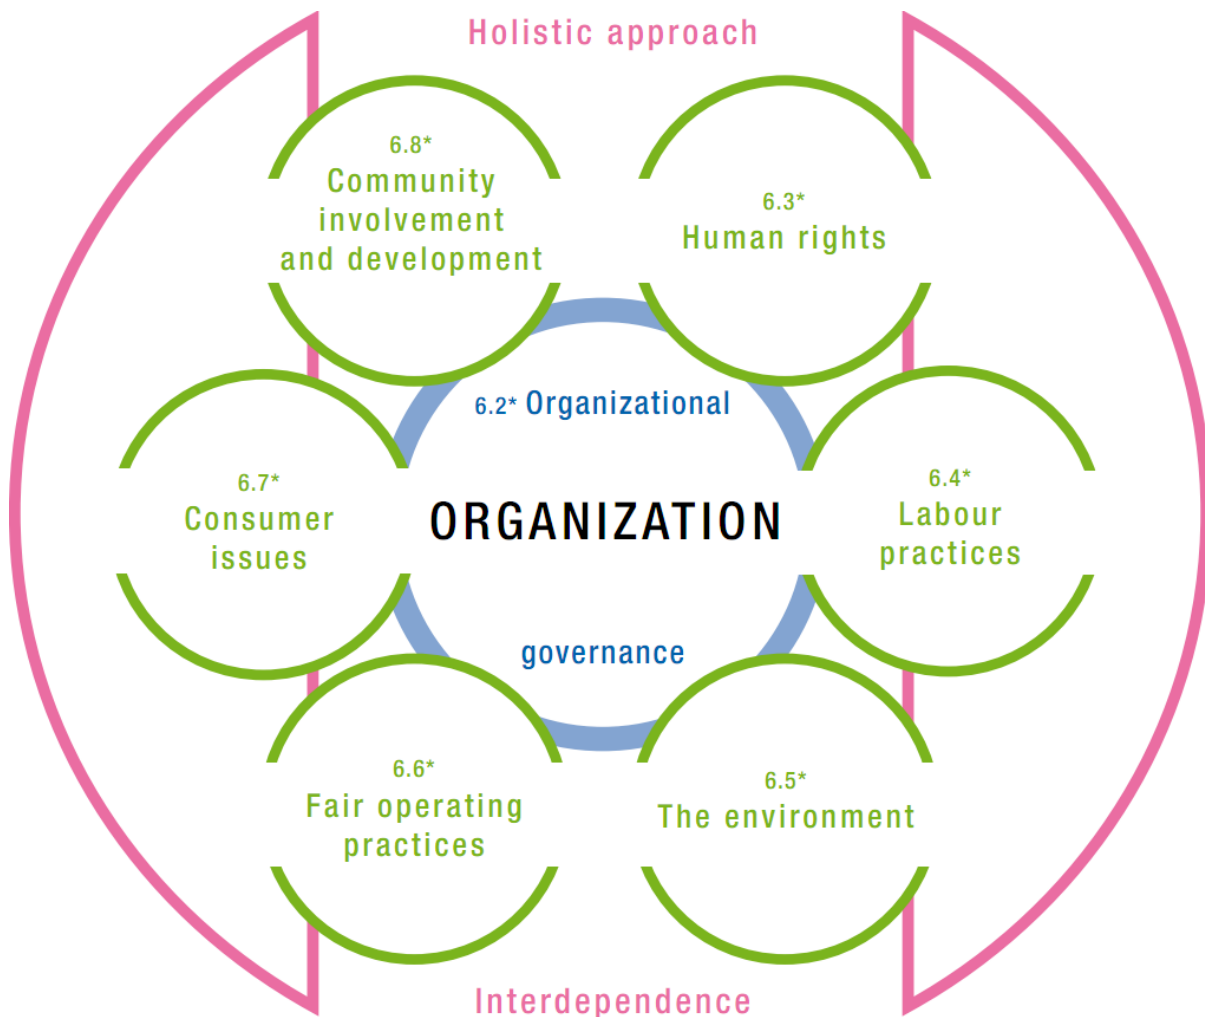 Holistic approach
6.8*
Community
involvement
and development
6.3*
Human rights
6.2* Organizational
6.7*
Consumer
issues
ORGANIZATION
6.4*
Labour
practices
governance
6.6*
Fair operating
practices
6.5*
The environment
Interdependence